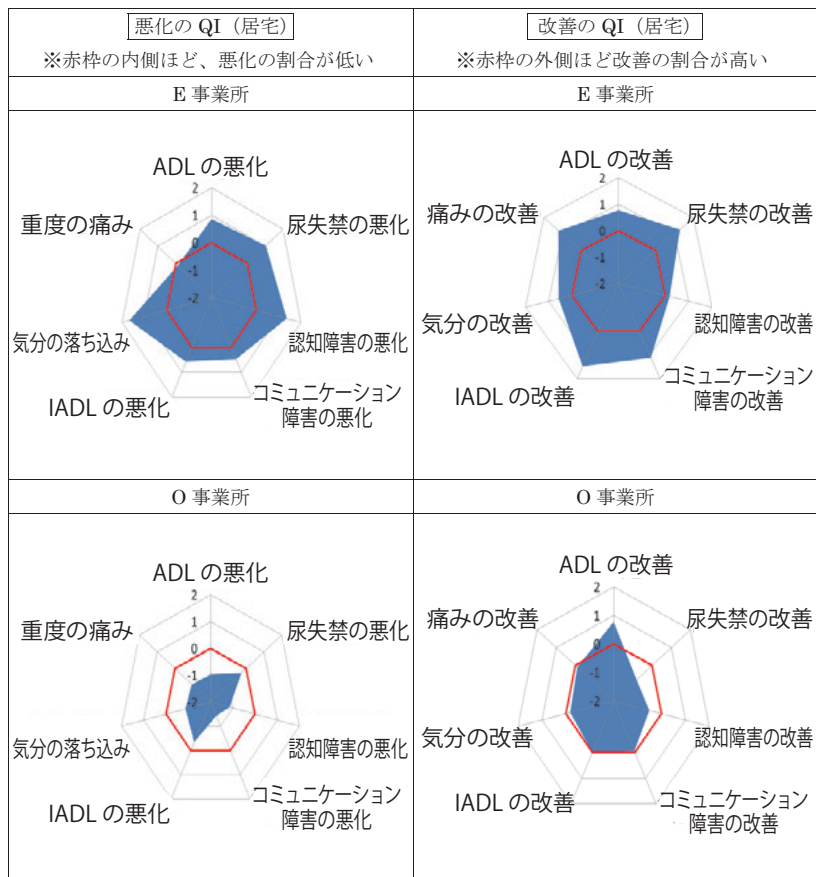 悪化の QI（居宅）
※赤枠の内側ほど、悪化の割合が低い
改善の QI（居宅）
※赤枠の外側ほど改善の割合が高い
E 事業所
E 事業所
ADL の悪化
2
1
0
-1
-2
尿失禁の悪化
認知障害の悪化
コミュニケーション
障害の悪化
IADL の悪化
気分の落ち込み
重度の痛み
ADL の改善
2
1
0
-1
-2
尿失禁の改善
認知障害の改善
コミュニケーション
障害の改善
IADL の改善
気分の改善
痛みの改善
O 事業所
O 事業所
ADL の悪化
2
1
0
-1
-2
尿失禁の悪化
認知障害の悪化
コミュニケーション
障害の悪化
IADL の悪化
気分の落ち込み
重度の痛み
ADL の改善
2
1
0
-1
-2
尿失禁の改善
認知障害の改善
コミュニケーション
障害の改善
IADL の改善
気分の改善
痛みの改善